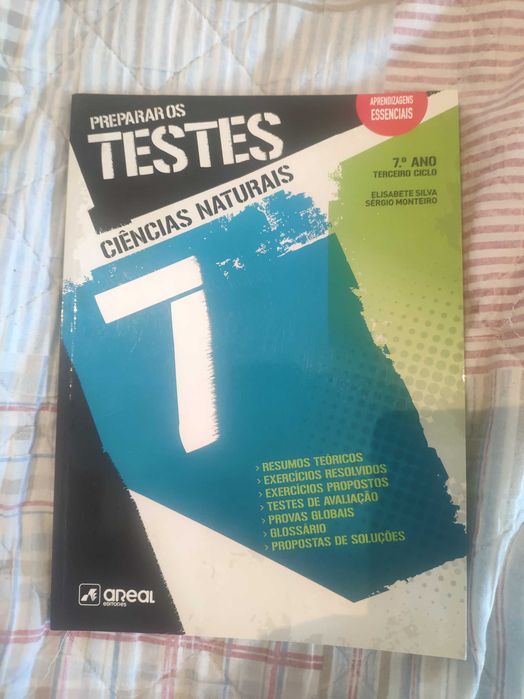 PREPARAR OS
TESTES
CIÊNCIAS NATURAIS
APRENDIZAGENS
ESSENCIAIS
7.º ANO
TERCEIRO CICLO
ELISABETE SILVA
SÉRGIO MONTEIRO
7
> RESUMOS TEÓRICOS
> EXERCÍCIOS RESOLVIDOS
> EXERCÍCIOS PROPOSTOS
> TESTES DE AVALIAÇÃO
> PROVAS GLOBAIS
> GLOSSÁRIO
> PROPOSTAS DE SOLUÇÕES
areal
editores